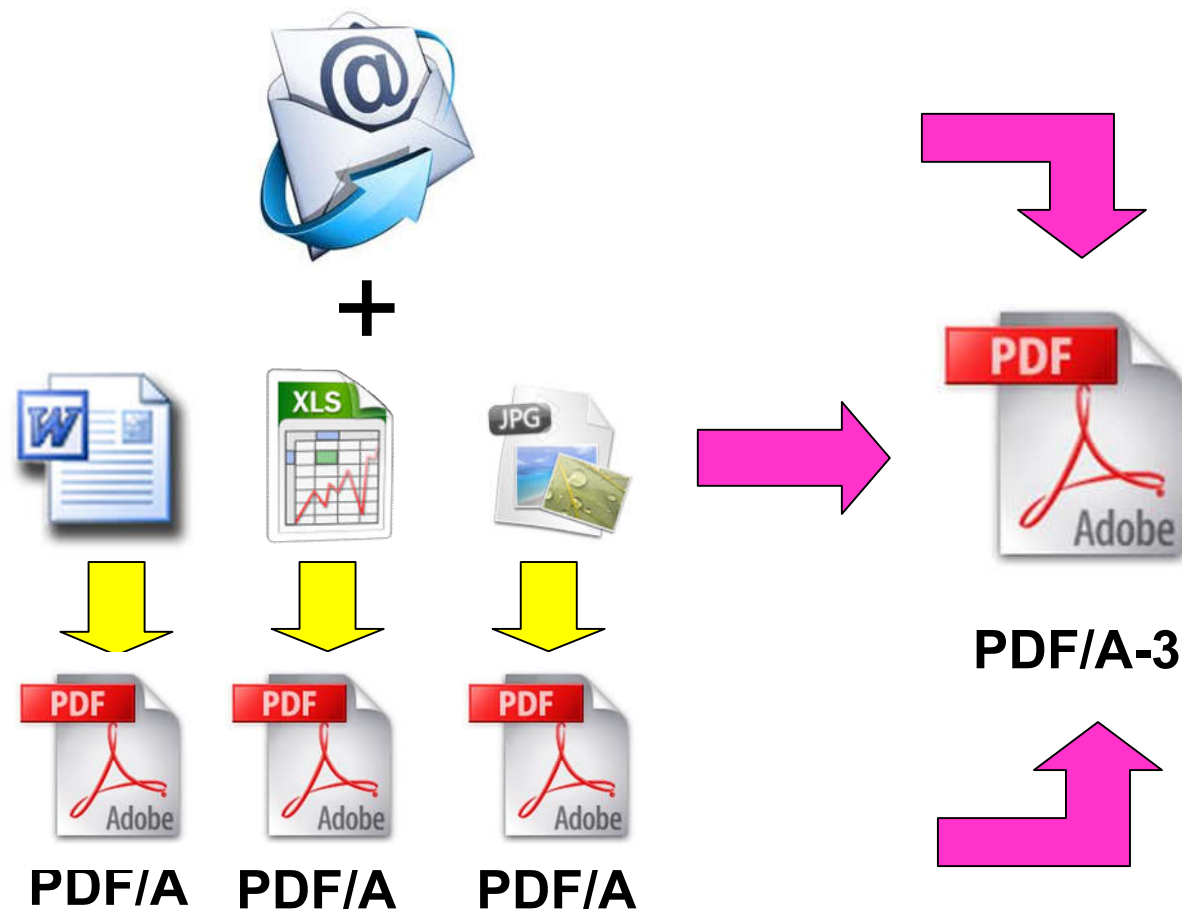 @
+
W
XLS
JPG
PDF
Adobe
PDF/A-3
PDF
Adobe
PDF/A
PDF
Adobe
PDF/A
PDF
Adobe
PDF/A